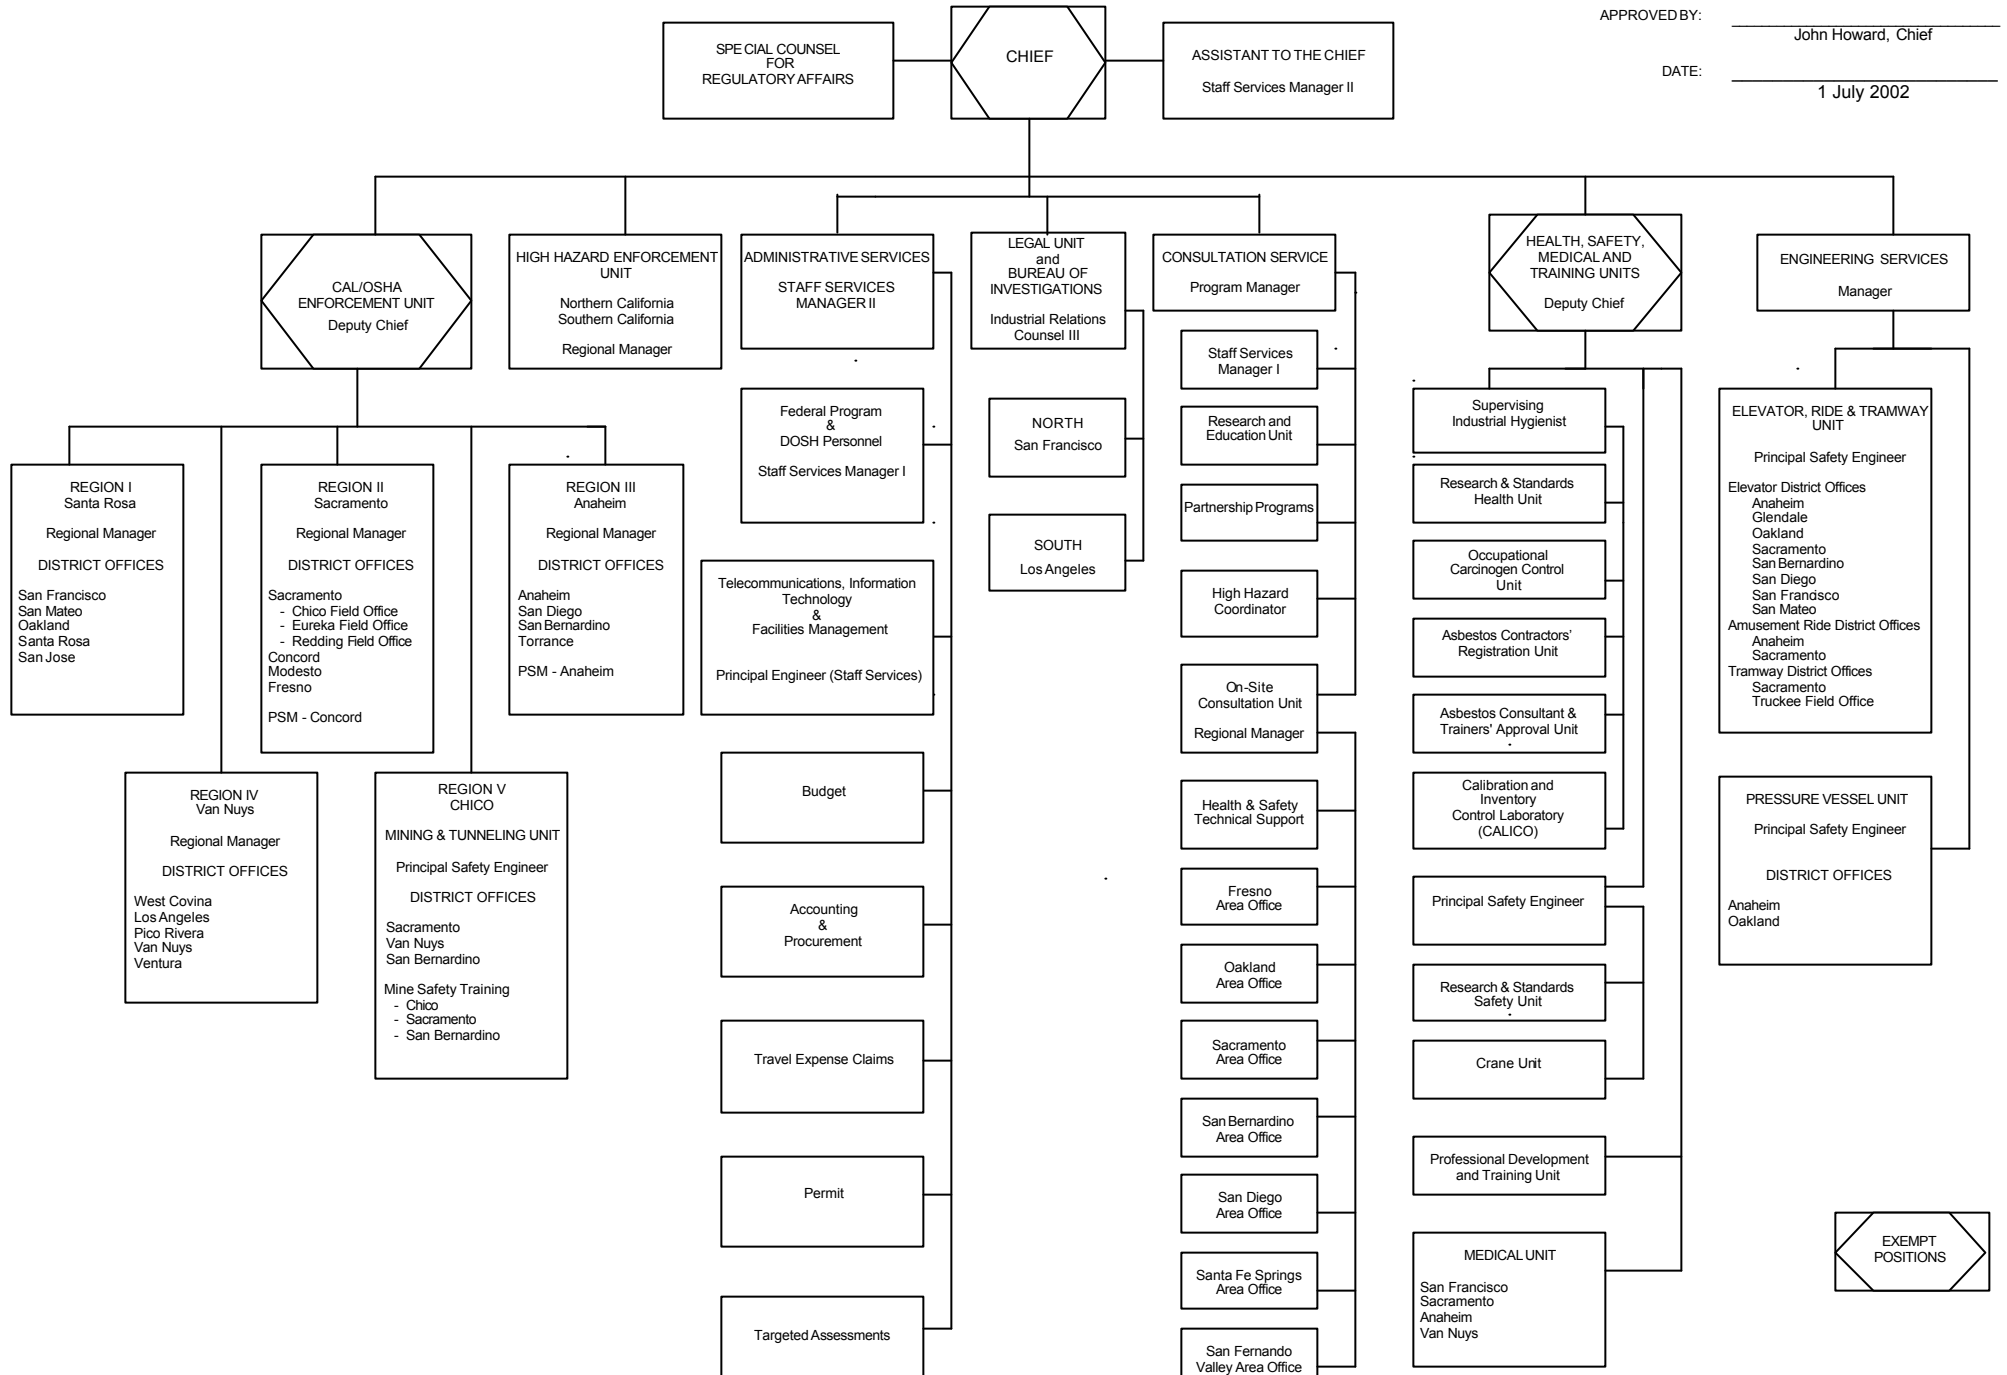 APPROVED BY:
John Howard, Chief
DATE:
1 July 2002
SPECIAL COUNSEL
FOR
REGULATORY AFFAIRS
CHIEF
ASSISTANT TO THE CHIEF
Staff Services Manager II
CAL/OSHA
ENFORCEMENT UNIT
Deputy Chief
HIGH HAZARD ENFORCEMENT
UNIT
Northern California
Southern California
Regional Manager
ADMINISTRATIVE SERVICES
STAFF SERVICES
MANAGER II
LEGAL UNIT
and
BUREAU OF
INVESTIGATIONS
Industrial Relations
Counsel III
CONSULTATION SERVICE
Program Manager
HEALTH, SAFETY,
MEDICAL AND
TRAINING UNITS
Deputy Chief
ENGINEERING SERVICES
Manager
REGION I
Santa Rosa
Regional Manager
DISTRICT OFFICES
San Francisco
San Mateo
Oakland
Santa Rosa
San Jose
REGION II
Sacramento
Regional Manager
DISTRICT OFFICES
Sacramento
- Chico Field Office
- Eureka Field Office
- Redding Field Office
Concord
Modesto
Fresno
PSM - Concord
REGION III
Anaheim
Regional Manager
DISTRICT OFFICES
Anaheim
San Diego
San Bernardino
Torrance
PSM - Anaheim
REGION IV
Van Nuys
Regional Manager
DISTRICT OFFICES
West Covina
Los Angeles
Pico Rivera
Van Nuys
Ventura
REGION V
CHICO
MINING & TUNNELING UNIT
Principal Safety Engineer
DISTRICT OFFICES
Sacramento
Van Nuys
San Bernardino
Mine Safety Training
- Chico
- Sacramento
- San Bernardino
Federal Program
&
DOSH Personnel
Staff Services Manager I
Telecommunications, Information
Technology
&
Facilities Management
Principal Engineer (Staff Services)
Budget
Accounting
&
Procurement
Travel Expense Claims
Permit
Targeted Assessments
NORTH
San Francisco
SOUTH
Los Angeles
Staff Services
Manager I
Research and
Education Unit
Partnership Programs
High Hazard
Coordinator
On-Site
Consultation Unit
Regional Manager
Health & Safety
Technical Support
Fresno
Area Office
Oakland
Area Office
Sacramento
Area Office
San Bernardino
Area Office
San Diego
Area Office
Santa Fe Springs
Area Office
San Fernando
Valley Area Office
Supervising
Industrial Hygienist
Research & Standards
Health Unit
Occupational
Carcinogen Control
Unit
Asbestos Contractors'
Registration Unit
Asbestos Consultant &
Trainers' Approval Unit
Calibration and
Inventory
Control Laboratory
(CALICO)
Principal Safety Engineer
Research & Standards
Safety Unit
Crane Unit
Professional Development
and Training Unit
MEDICAL UNIT
San Francisco
Sacramento
Anaheim
Van Nuys
ELEVATOR, RIDE & TRAMWAY
UNIT
Principal Safety Engineer
Elevator District Offices
Anaheim
Glendale
Oakland
Sacramento
San Bernardino
San Diego
San Francisco
San Mateo
Amusement Ride District Offices
Anaheim
Sacramento
Tramway District Offices
Sacramento
Truckee Field Office
PRESSURE VESSEL UNIT
Principal Safety Engineer
DISTRICT OFFICES
Anaheim
Oakland
EXEMPT
POSITIONS